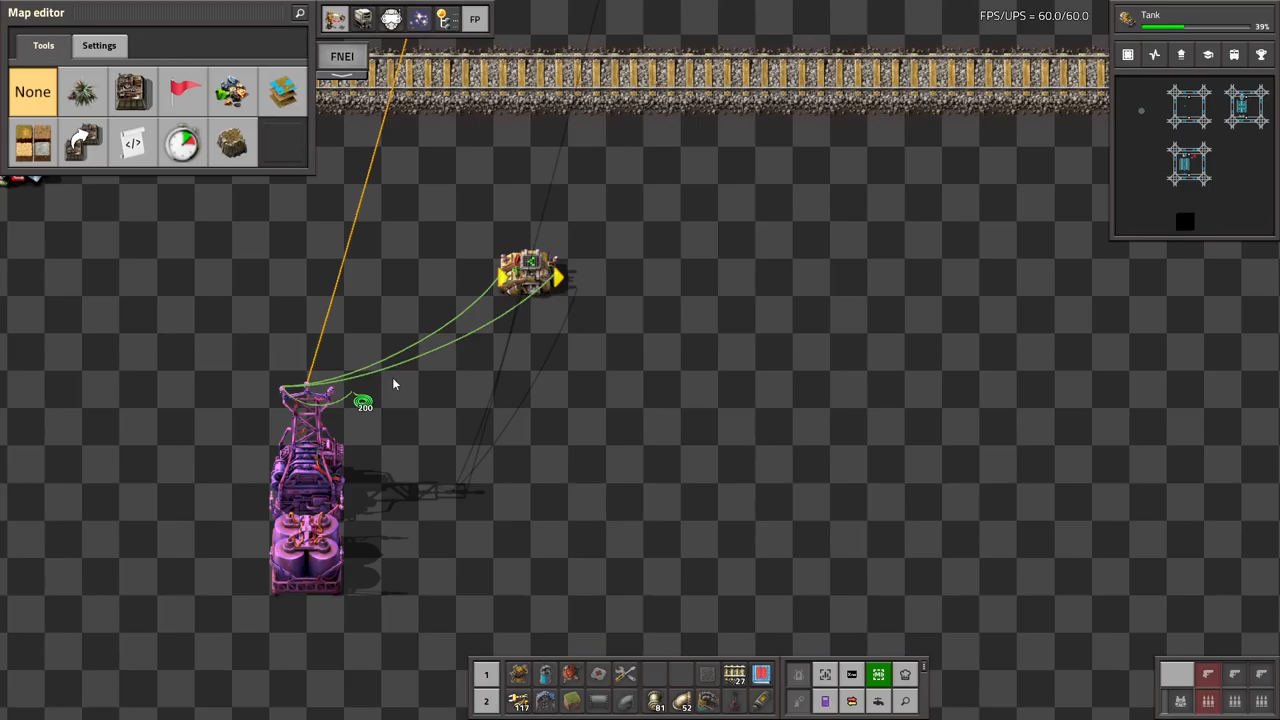 Map editor
Tools
Settings
None
</>
FP
FNEI
FPS/UPS = 60.0/60.0
Tank
39%
200
1
27
2
117
81
52